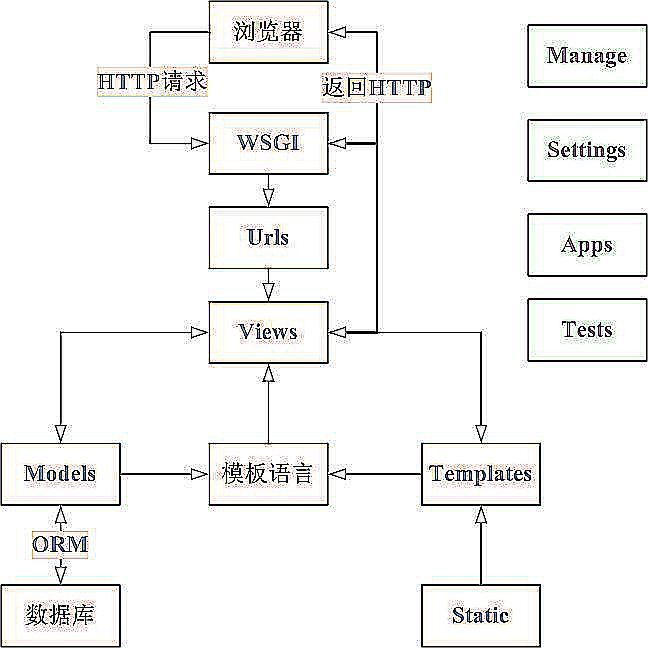 浏览器
Manage
HTTP请求
返回HTTP
WSGI
Settings
Urls
Apps
Views
Tests
Models
模板语言
Templates
ORM
数据库
Static